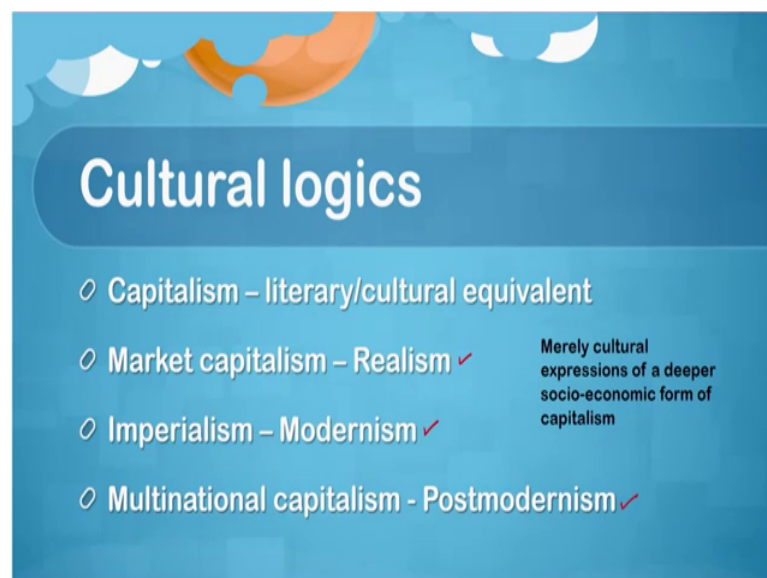 Cultural logics
Capitalism – literary/cultural equivalent
Market capitalism – Realism
Merely cultural
expressions of a deeper
socio-economic form of
capitalism
Imperialism – Modernism
Multinational capitalism - Postmodernism